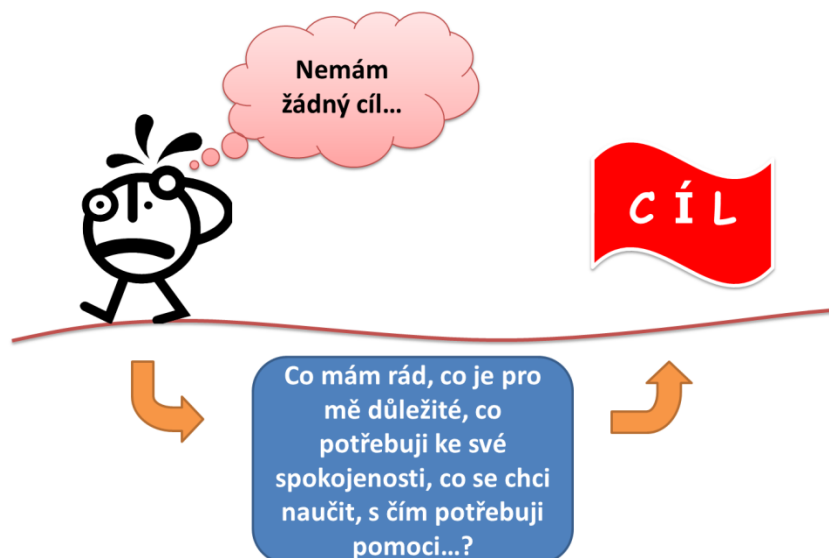 Nemám
žádný cíl...
CÍL
Co mám rád, co je pro
mě důležité, co
potřebuji ke své
spokojenosti, co se chci
naučit, s čím potřebuji
pomoci...?